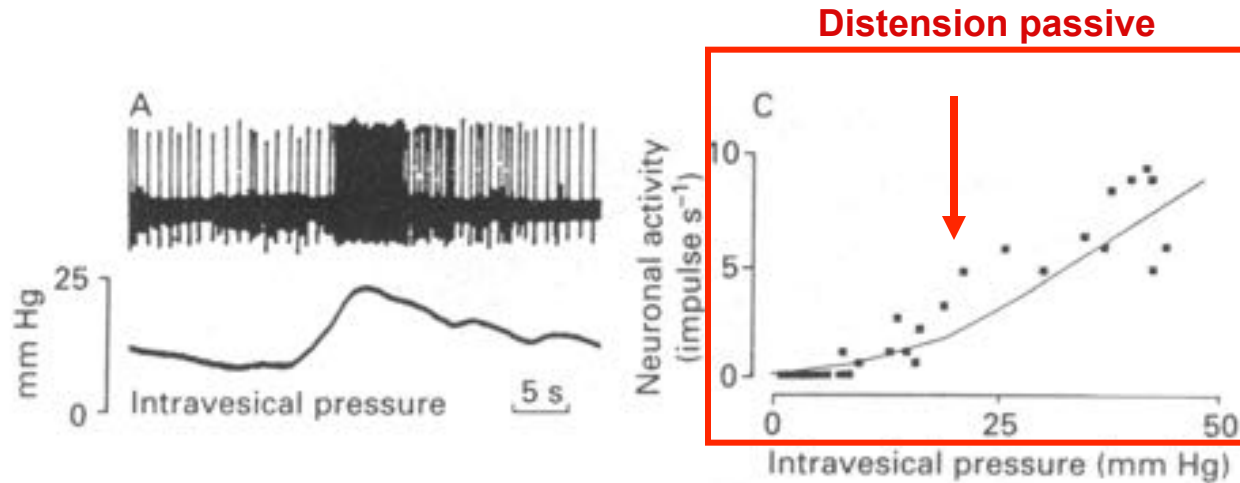 Distension passive
A
25
mm Hg
0
Intravesical pressure
5 s
C
Neuronal activity
(impulse s⁻¹)
10
5
0
0 25 50
Intravesical pressure (mm Hg)